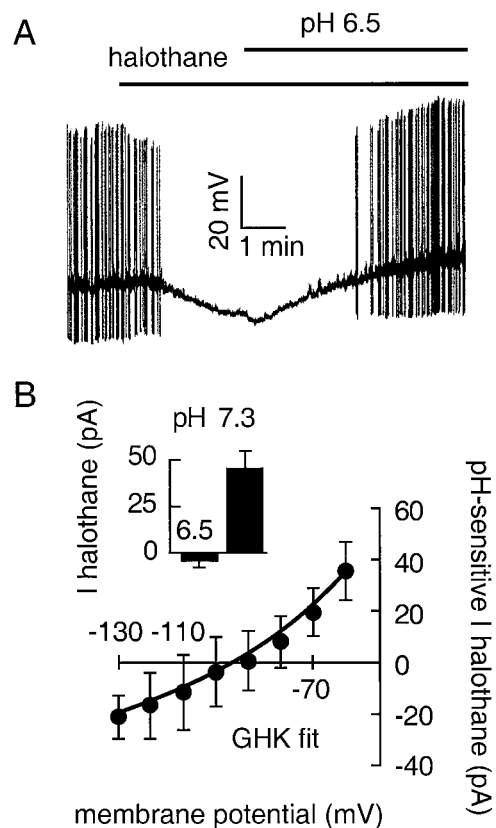 A
pH 6.5
halothane
20 mV
1 min
B
I halothane (pA)
pH 7.3
50
25
0
6.5
pH-sensitive I halothane (pA)
60
40
20
0
-20
-40
-130 -110
-70
GHK fit
membrane potential (mV)